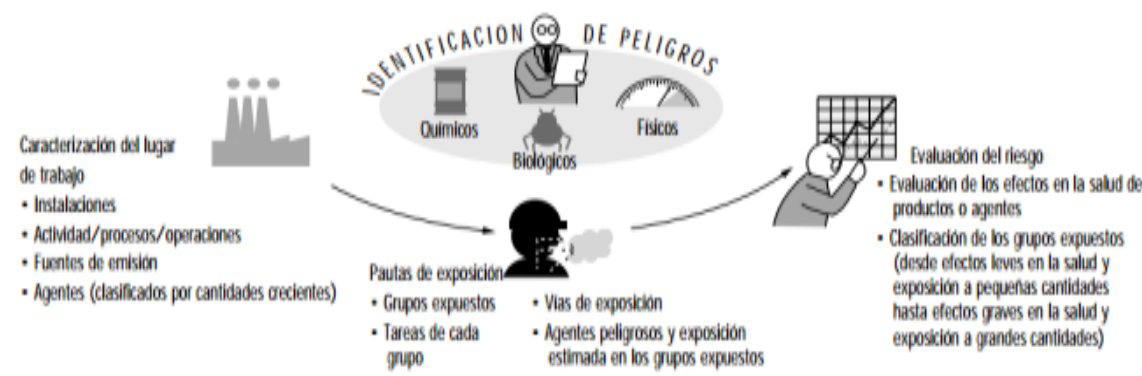 IDENTIFICACION DE PELIGROS
Químicos
Físicos
Biológicos
Caracterización del lugar
de trabajo
• Instalaciones
• Actividad/procesos/operaciones
• Fuentes de emisión
• Agentes (clasificados por cantidades crecientes)
Pautas de exposición
• Grupos expuestos
• Tareas de cada
grupo
• Vías de exposición
• Agentes peligrosos y exposición
estimada en los grupos expuestos
Evaluación del riesgo
• Evaluación de los efectos en la salud de
productos o agentes
• Clasificación de los grupos expuestos
(desde efectos leves en la salud y
exposición a pequeñas cantidades
hasta efectos graves en la salud y
exposición a grandes cantidades)